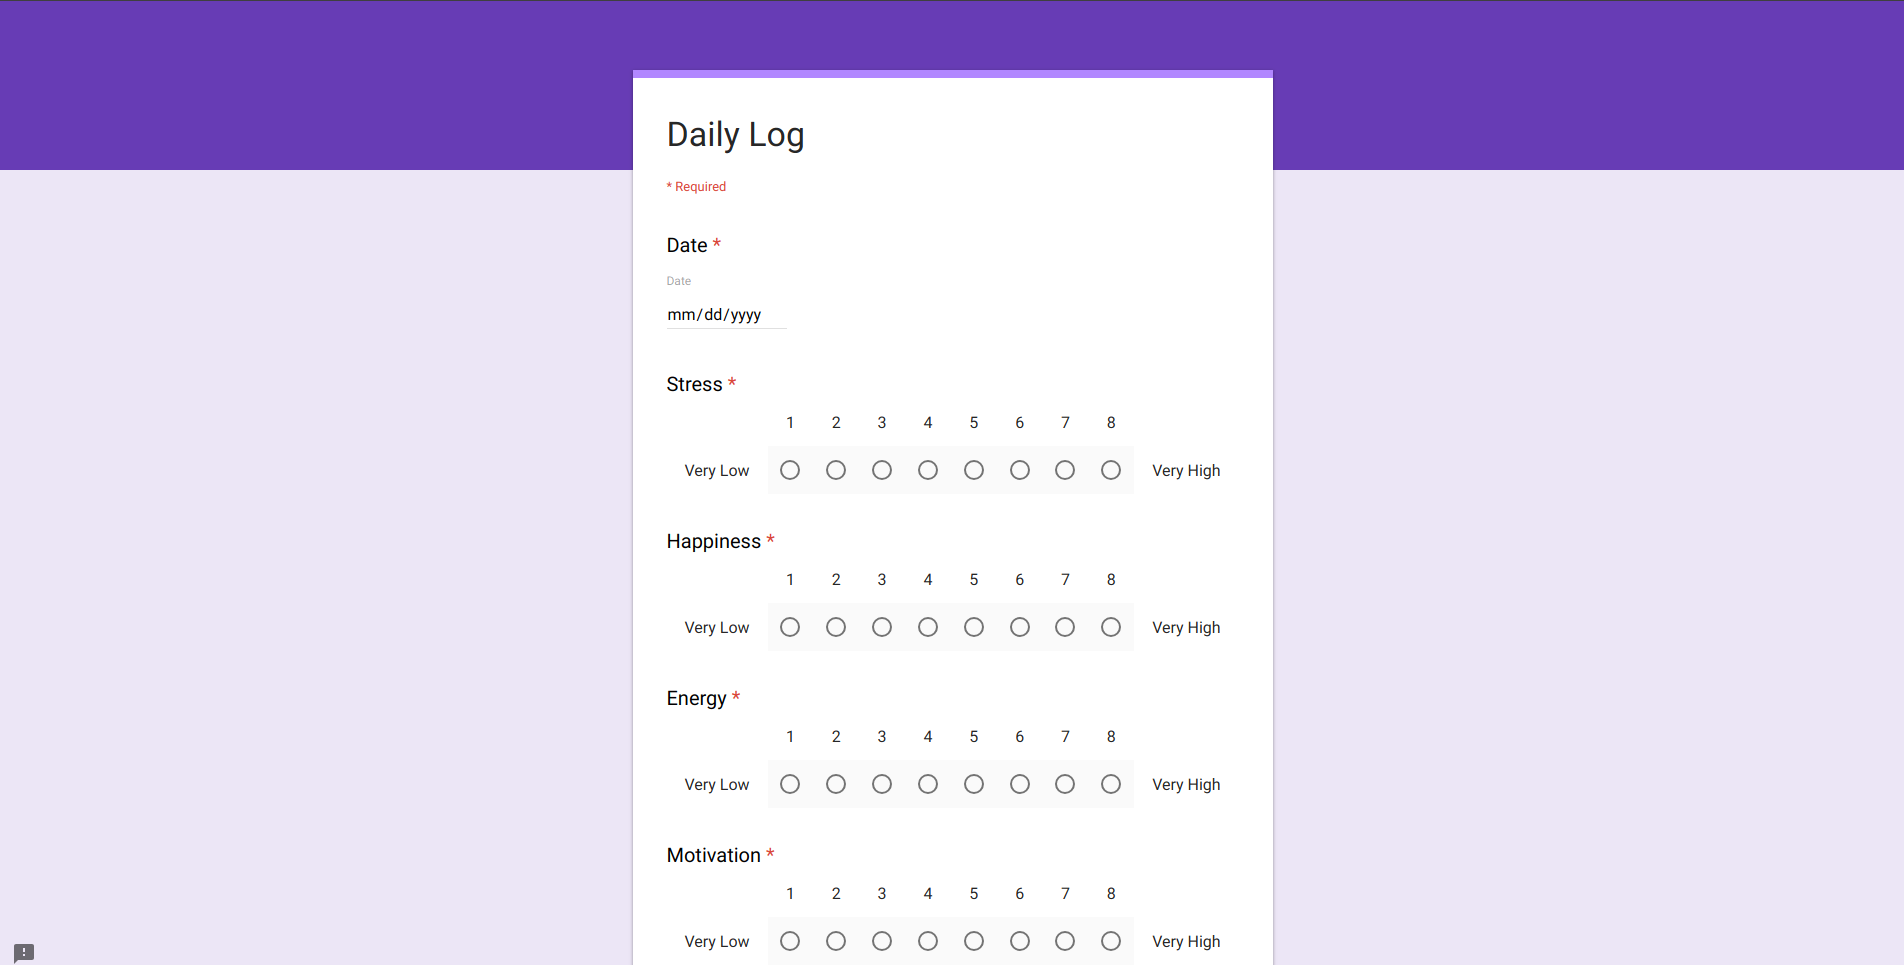 Daily Log
* Required
Date *
Date
mm/dd/yyyy
Stress *
1 2 3 4 5 6 7 8
Very Low Very High
Happiness *
1 2 3 4 5 6 7 8
Very Low Very High
Energy *
1 2 3 4 5 6 7 8
Very Low Very High
Motivation *
1 2 3 4 5 6 7 8
Very Low Very High